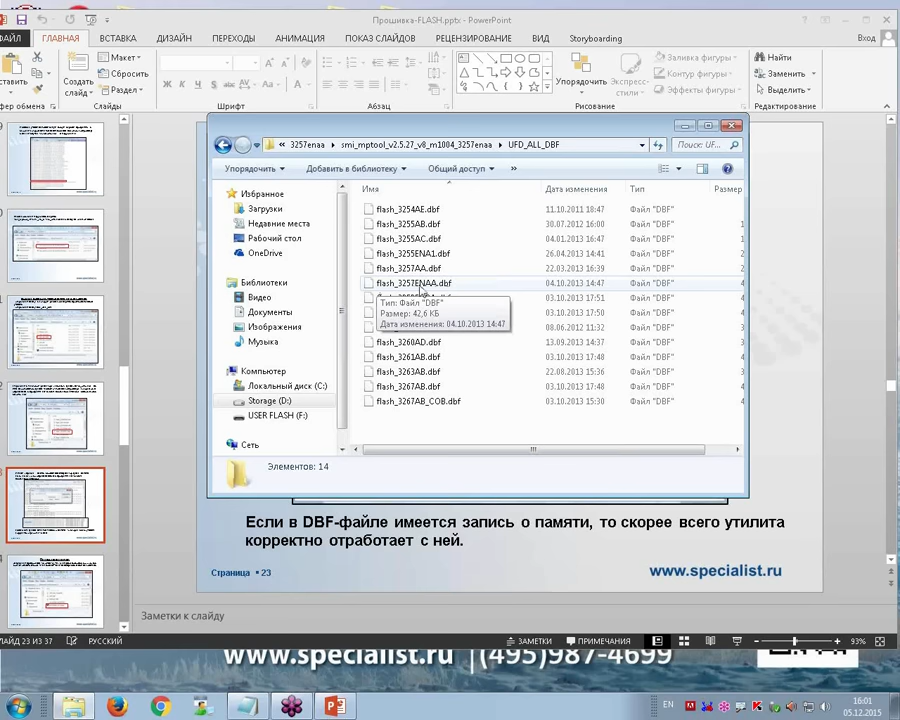 Прошивка-FLASH.pptx - PowerPoint
ФАЙЛ ГЛАВНАЯ ВСТАВКА ДИЗАЙН ПЕРЕХОДЫ АНИМАЦИЯ ПОКАЗ СЛАЙДОВ РЕЦЕНЗИРОВАНИЕ ВИД Storyboarding Вход
Макет
Сбросить
Раздел
Создать слайд
Упорядочить
Экспресс-стили
Заливка фигуры
Контур фигуры
Эффекты фигуры
Найти
Заменить
Выделить
Слайды Шрифт Абзац Рисование Редактирование
3257enaa smi_mptool_v2.5.27_v8_m1004_3257enaa UFD_ALL_DBF
Поиск: UF...
Упорядочить Добавить в библиотеку Общий доступ »
Имя Дата изменения Тип Размер
Избранное
Загрузки
Недавние места
Рабочий стол
OneDrive
Библиотеки
Видео
Документы
Изображения
Музыка
Компьютер
Локальный диск (C:)
Storage (D:)
USER FLASH (F:)
Сеть
flash_3254AE.dbf 11.10.2011 18:47 Файл "DBF"
flash_3255AB.dbf 30.07.2012 16:00 Файл "DBF"
flash_3255AC.dbf 04.01.2013 16:47 Файл "DBF"
flash_3255ENA1.dbf 26.04.2013 14:41 Файл "DBF"
flash_3257AA.dbf 22.03.2013 16:39 Файл "DBF"
flash_3257ENAA.dbf 04.10.2013 14:47 Файл "DBF"
03.10.2013 17:51 Файл "DBF"
03.10.2013 17:50 Файл "DBF"
08.06.2012 11:32 Файл "DBF"
flash_3260AD.dbf 13.09.2013 14:37 Файл "DBF"
flash_3261AB.dbf 03.10.2013 17:48 Файл "DBF"
flash_3266AB.dbf 22.08.2013 15:36 Файл "DBF"
flash_3267AB.dbf 03.10.2013 17:48 Файл "DBF"
flash_3267AB_COB.dbf 03.10.2013 15:30 Файл "DBF"
Тип: Файл "DBF"
Размер: 42,6 КБ
Дата изменения: 04.10.2013 14:47
Элементов: 14
Если в DBF-файле имеется запись о памяти, то скорее всего утилита
корректно отработает с ней.
Страница ▪ 23
www.specialist.ru
Заметки к слайду
ЛАЙД 23 ИЗ 37 РУССКИЙ ЗАМЕТКИ ПРИМЕЧАНИЯ 93%
www.specialist.ru | (495)987-4699
EN 16:01
05.12.2015